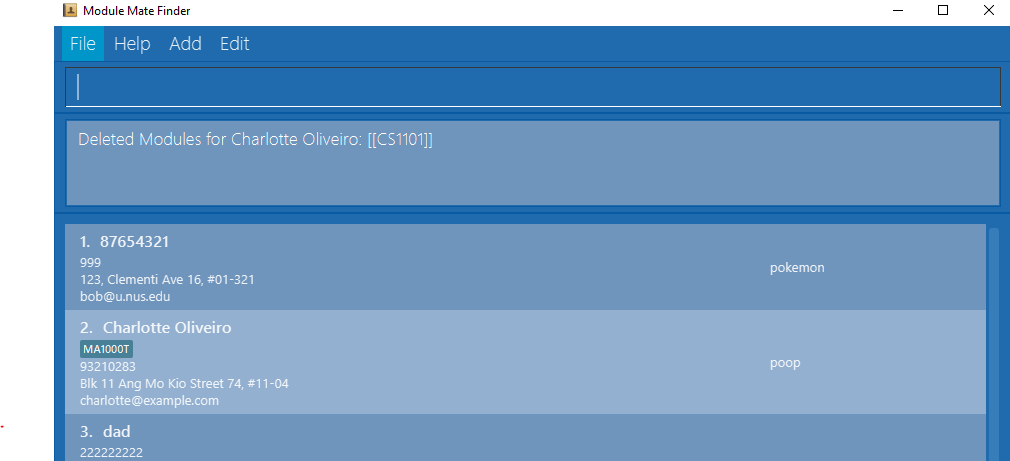 Module Mate Finder
File Help Add Edit
Deleted Modules for Charlotte Oliveiro: [[CS1101]]
1. 87654321
999
123, Clementi Ave 16, #01-321
bob@u.nus.edu
pokemon
2. Charlotte Oliveiro
MA1000T
93210283
Blk 11 Ang Mo Kio Street 74, #11-04
charlotte@example.com
poop
3. dad
222222222